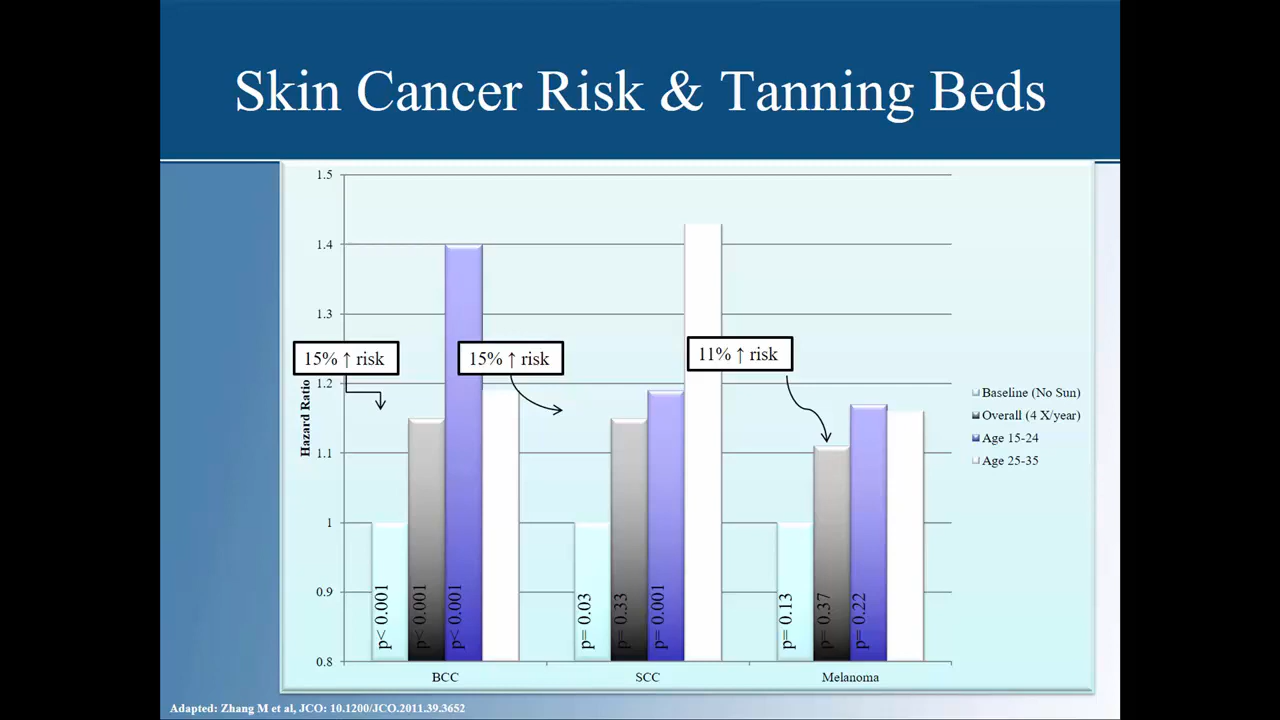 Skin Cancer Risk & Tanning Beds
1.5
1.4
1.3
1.2
1.1
1
0.9
0.8
Hazard Ratio
15% ↑ risk
15% ↑ risk
11% ↑ risk
p< 0.001
p< 0.001
p< 0.001
p= 0.03
p= 0.33
p= 0.001
p= 0.13
p= 0.37
p= 0.22
BCC
SCC
Melanoma
Baseline (No Sun)
Overall (4 X/year)
Age 15-24
Age 25-35
Adapted: Zhang M et al, JCO: 10.1200/JCO.2011.39.3652